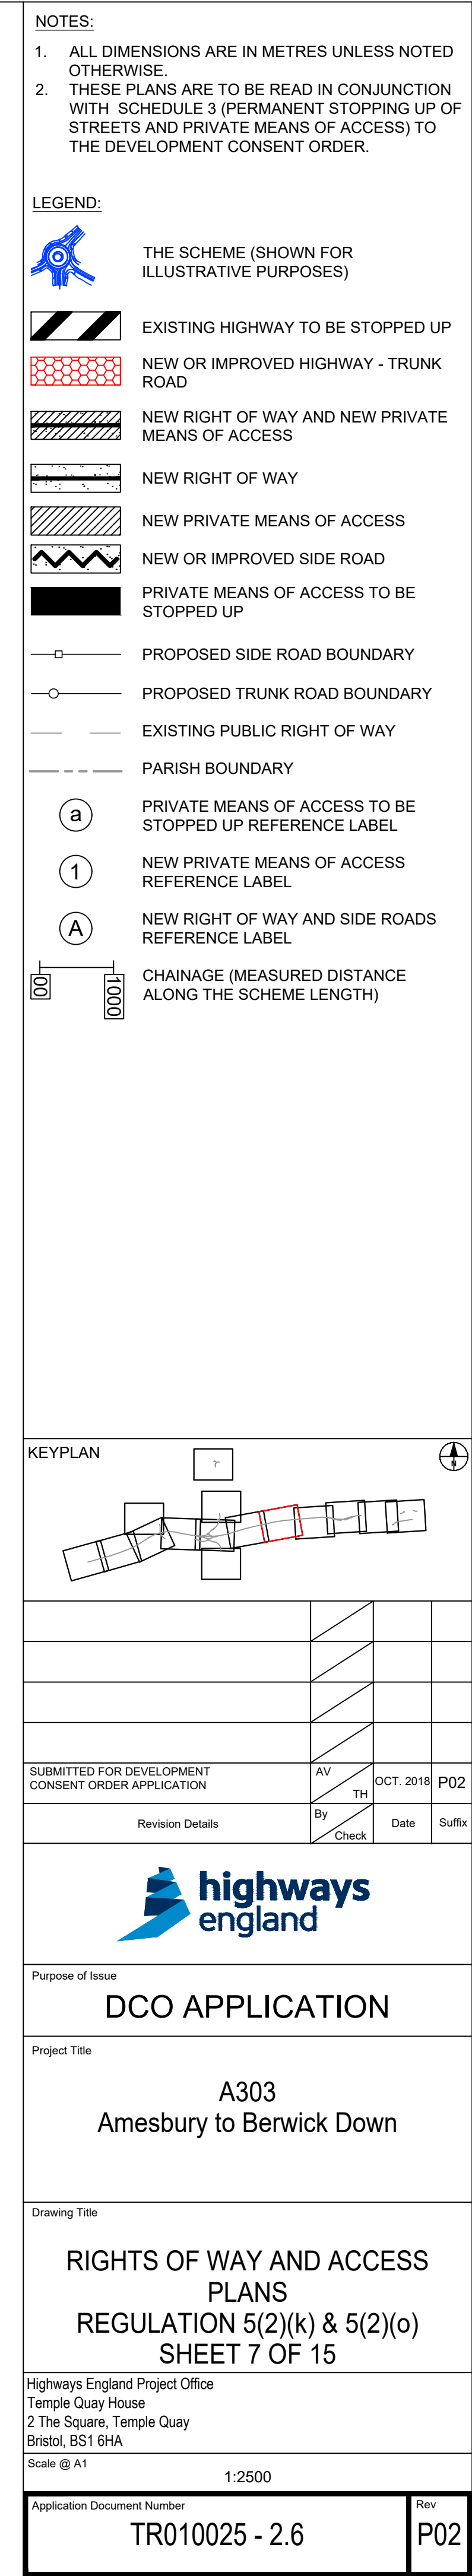 NOTES:
1. ALL DIMENSIONS ARE IN METRES UNLESS NOTED
OTHERWISE.
2. THESE PLANS ARE TO BE READ IN CONJUNCTION
WITH SCHEDULE 3 (PERMANENT STOPPING UP OF
STREETS AND PRIVATE MEANS OF ACCESS) TO
THE DEVELOPMENT CONSENT ORDER.
LEGEND:
THE SCHEME (SHOWN FOR
ILLUSTRATIVE PURPOSES)
EXISTING HIGHWAY TO BE STOPPED UP
NEW OR IMPROVED HIGHWAY - TRUNK
ROAD
NEW RIGHT OF WAY AND NEW PRIVATE
MEANS OF ACCESS
NEW RIGHT OF WAY
NEW PRIVATE MEANS OF ACCESS
NEW OR IMPROVED SIDE ROAD
PRIVATE MEANS OF ACCESS TO BE
STOPPED UP
PROPOSED SIDE ROAD BOUNDARY
PROPOSED TRUNK ROAD BOUNDARY
EXISTING PUBLIC RIGHT OF WAY
PARISH BOUNDARY
a
PRIVATE MEANS OF ACCESS TO BE
STOPPED UP REFERENCE LABEL
1
NEW PRIVATE MEANS OF ACCESS
REFERENCE LABEL
A
NEW RIGHT OF WAY AND SIDE ROADS
REFERENCE LABEL
00 1000
CHAINAGE (MEASURED DISTANCE
ALONG THE SCHEME LENGTH)
KEYPLAN
N
SUBMITTED FOR DEVELOPMENT
CONSENT ORDER APPLICATION
AV
TH
OCT. 2018
P02
Revision Details
By
Check
Date
Suffix
highways
england
Purpose of Issue
DCO APPLICATION
Project Title
A303
Amesbury to Berwick Down
Drawing Title
RIGHTS OF WAY AND ACCESS
PLANS
REGULATION 5(2)(k) & 5(2)(o)
SHEET 7 OF 15
Highways England Project Office
Temple Quay House
2 The Square, Temple Quay
Bristol, BS1 6HA
Scale @ A1
1:2500
Application Document Number
TR010025 - 2.6
Rev
P02